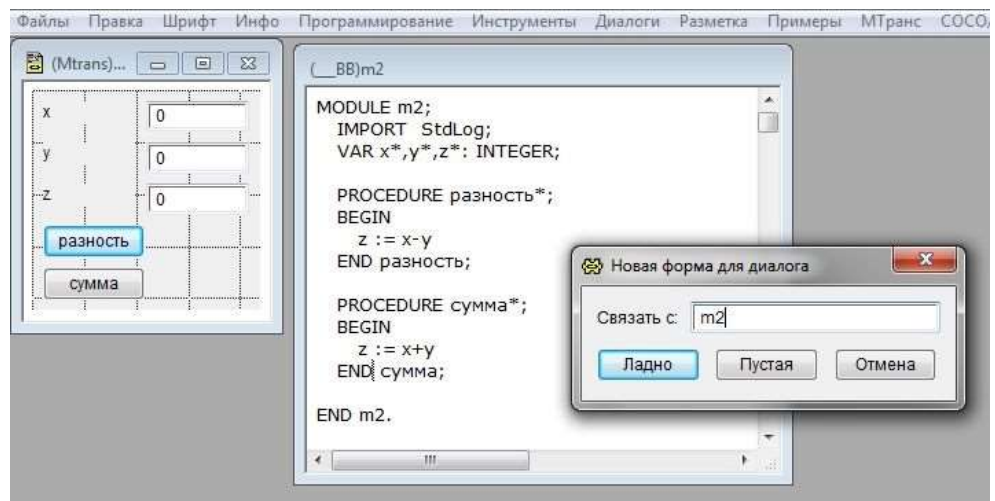 Файлы Правка Шрифт Инфо Программирование Инструменты Диалоги Разметка Примеры МТранс
(Mtrans)...
x 0
y 0
z 0
разность
сумма
(__BB)m2
MODULE m2;
IMPORT StdLog;
VAR x*,y*,z*: INTEGER;
PROCEDURE разность*;
BEGIN
z := x-y
END разность;
PROCEDURE сумма*;
BEGIN
z := x+y
END сумма;
END m2.
Новая форма для диалога
Связать с: m2
Ладно Пустая Отмена